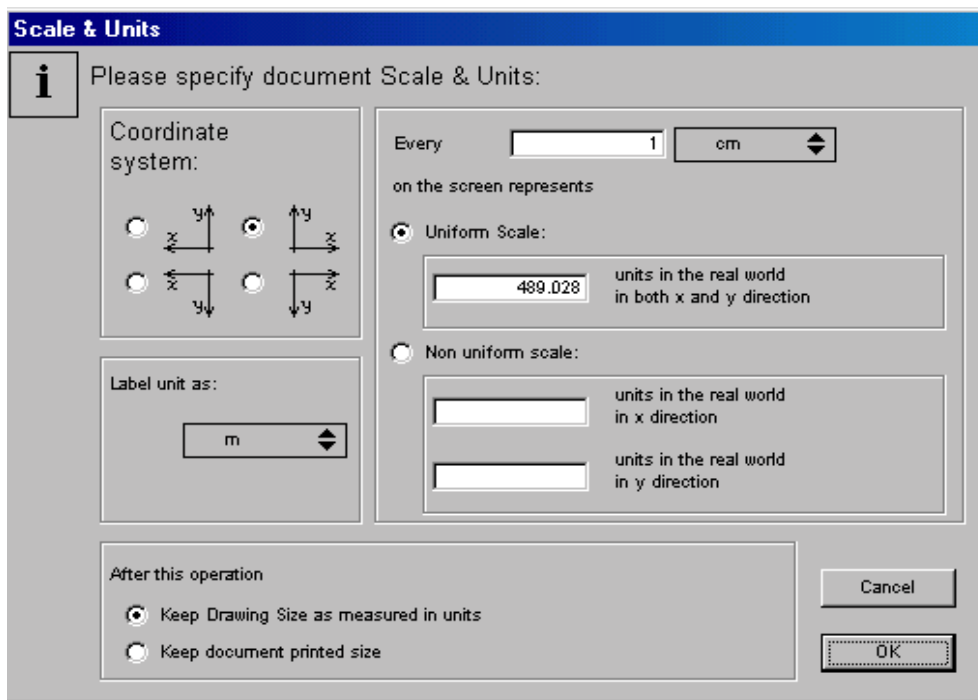 Scale & Units
i
Please specify document Scale & Units:
Coordinate
system:
y
x
y
x
x
y
x
y
Label unit as:
m
Every 1 cm
on the screen represents
Uniform Scale:
489.028
units in the real world
in both x and y direction
Non uniform scale:
units in the real world
in x direction
units in the real world
in y direction
After this operation
Keep Drawing Size as measured in units
Keep document printed size
Cancel
OK